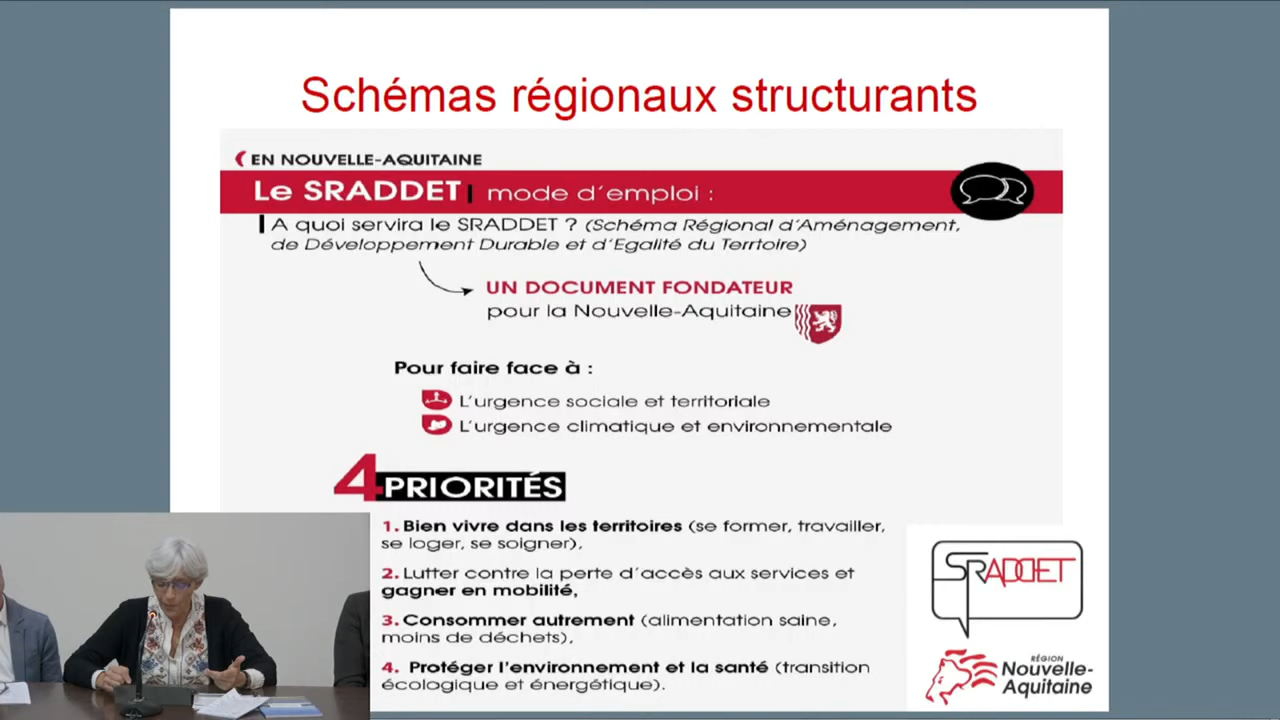 Schémas régionaux structurants
EN NOUVELLE-AQUITAINE
Le SRADDET mode d'emploi :
A quoi servira le SRADDET ? (Schéma Régional d'Aménagement,
de Développement Durable et d'Egalité du Terrtoire)
UN DOCUMENT FONDATEUR
pour la Nouvelle-Aquitaine
Pour faire face à :
L'urgence sociale et territoriale
L'urgence climatique et environnementale
4 PRIORITÉS
1. Bien vivre dans les territoires (se former, travailler,
se loger, se soigner),
2. Lutter contre la perte d'accès aux services et
gagner en mobilité,
3. Consommer autrement (alimentation saine,
moins de déchets),
4. Protéger l'environnement et la santé (transition
écologique et énergétique).
SRADDET
RÉGION
Nouvelle-
Aquitaine